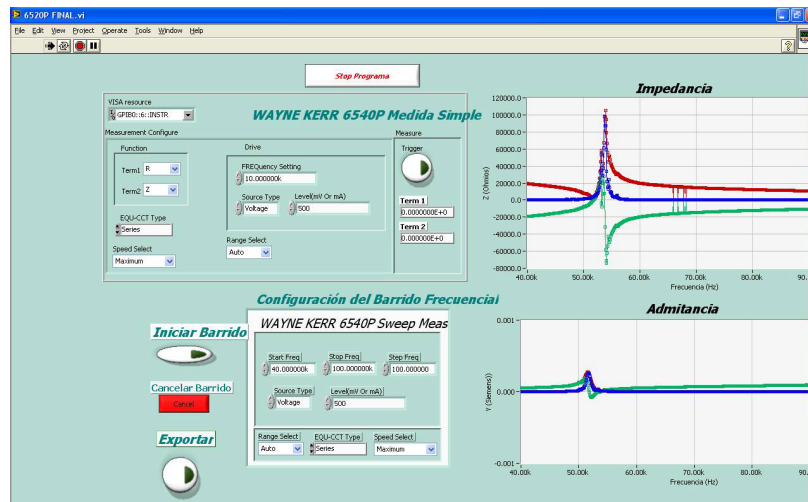 6520P FINAL.vi
File Edit View Project Operate Tools Window Help
Stop Programa
VISA resource
GPIB0::6::INSTR
WAYNE KERR 6540P Medida Simple
Measurement Configure
Function
Term1 R
Term2 Z
EQU-CCT Type
Series
Speed Select
Maximum
Drive
FREQuency Setting
10.000000k
Source Type
Level(mV Or mA)
Voltage
500
Range Select
Auto
Measure
Trigger
Term 1
0.000000E+0
Term 2
0.000000E+0
Configuración del Barrido Frecuencial
Iniciar Barrido
Cancelar Barrido
Cancel
Exportar
WAYNE KERR 6540P Sweep Meas
Start Freq
Stop Freq
Step Freq
40.000000k
100.000000k
100.000000
Source Type
Level(mV Or mA)
Voltage
500
Range Select
EQU-CCT Type
Speed Select
Auto
Series
Maximum
Impedancia
120000.0
100000.0
80000.0
60000.0
40000.0
20000.0
0.0
-20000.0
-40000.0
-60000.0
-80000.0
Z (Ohmios)
40.00k 50.00k 60.00k 70.00k 80.00k
Frecuencia (Hz)
Admitancia
0.001
0.000
-0.001
Y (Siemens))
40.00k 50.00k 60.00k 70.00k 80.00k
Frecuencia (Hz)